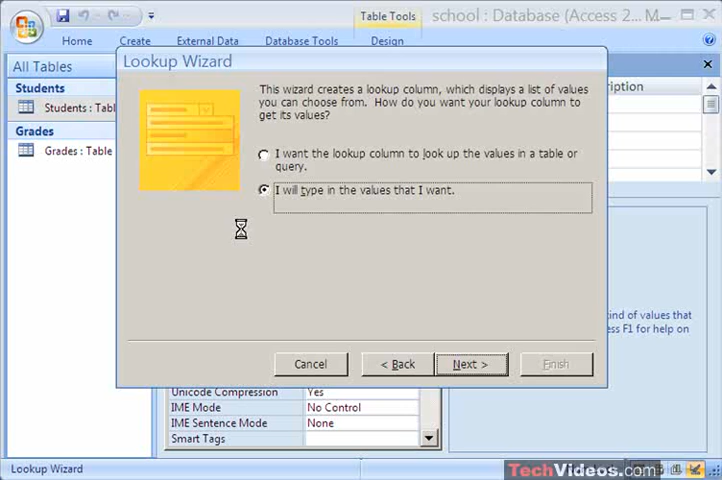 Table Tools
school : Database (Access 2... M...
Home
Create
External Data
Database Tools
Design
All Tables
Students
Students : Tabl
Grades
Grades : Table
Lookup Wizard
This wizard creates a lookup column, which displays a list of values
you can choose from. How do you want your lookup column to
get its values?
I want the lookup column to look up the values in a table or
query.
I will type in the values that I want.
Cancel
< Back
Next >
Finish
ription
kind of values that
ss F1 for help on
Unicode Compression Yes
IME Mode No Control
IME Sentence Mode None
Smart Tags
Lookup Wizard
TechVideos.com